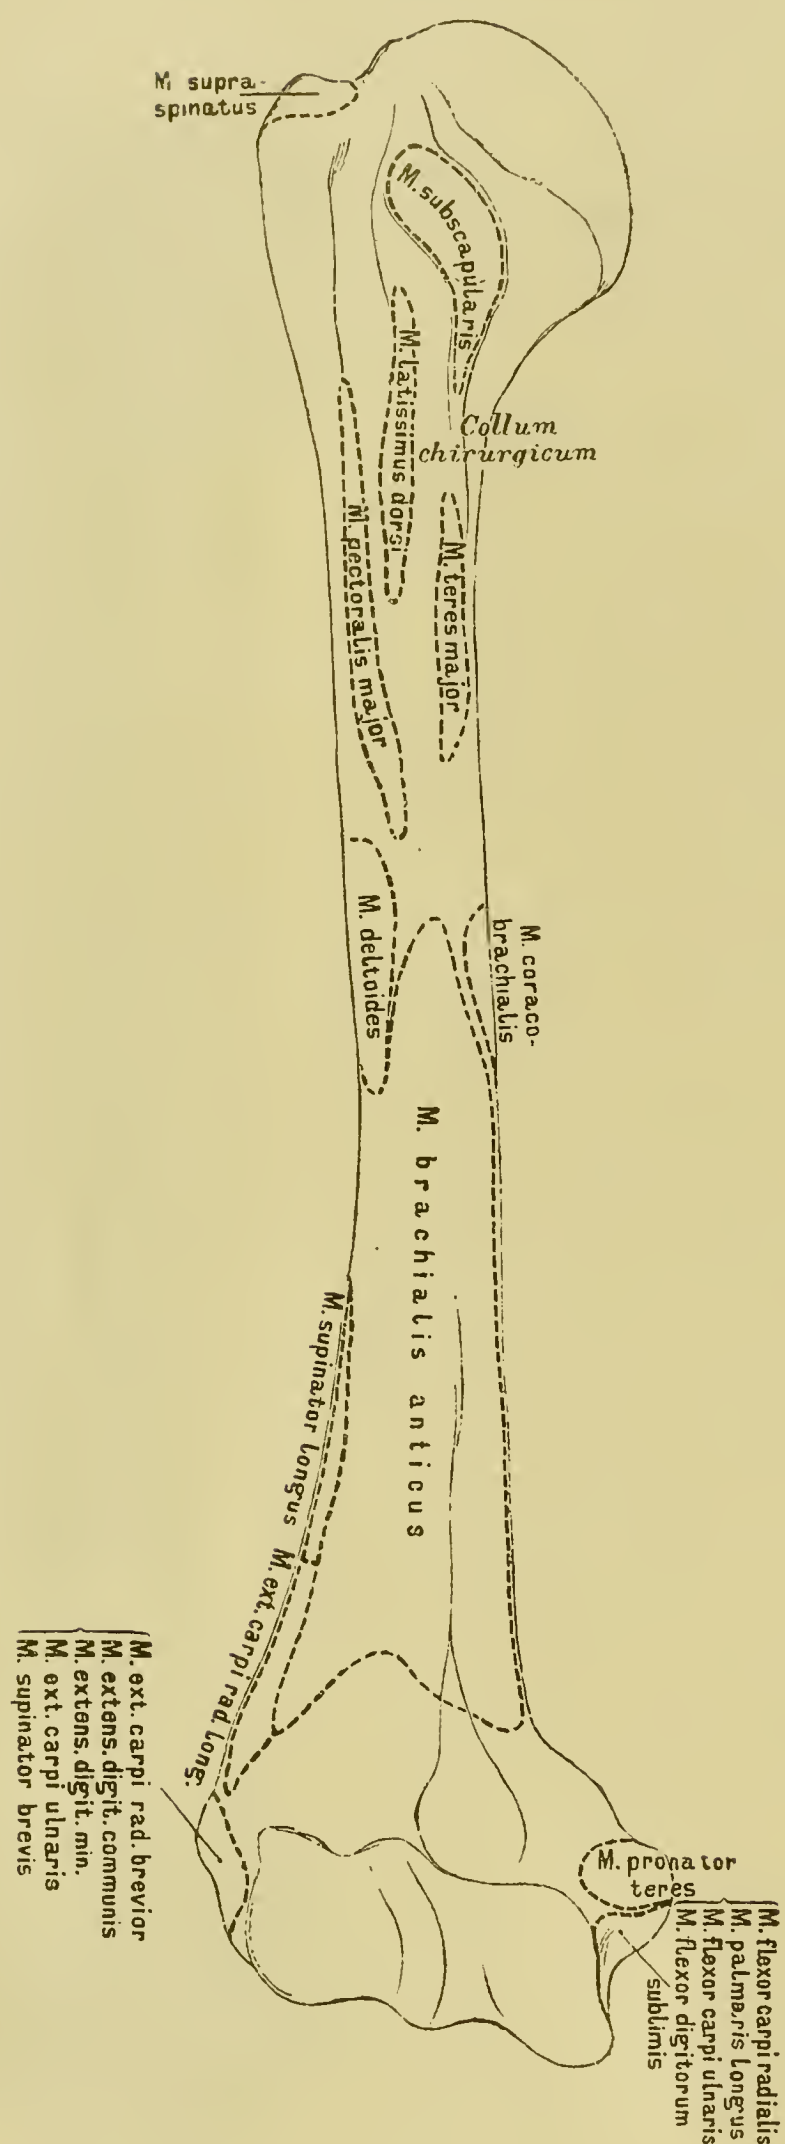 M supra-
spinatus
M. subscapularis
M. latissimus dorsi
Collum
chirurgicum
M. pectoralis major
M. teres major
M. deltoides
M. coraco-
brachialis
M. brachialis anticus
M. supinator longus
M. ext. carpi rad. long.
M. ext. carpi rad. brevior
M. extens. digit. communis
M. extens. digit. min.
M. ext. carpi ulnaris
M. supinator brevis
M. pronator
teres
M. flexor carpi radialis
M. palmaris longus
M. flexor carpi ulnaris
M. flexor digitorum
sublimis